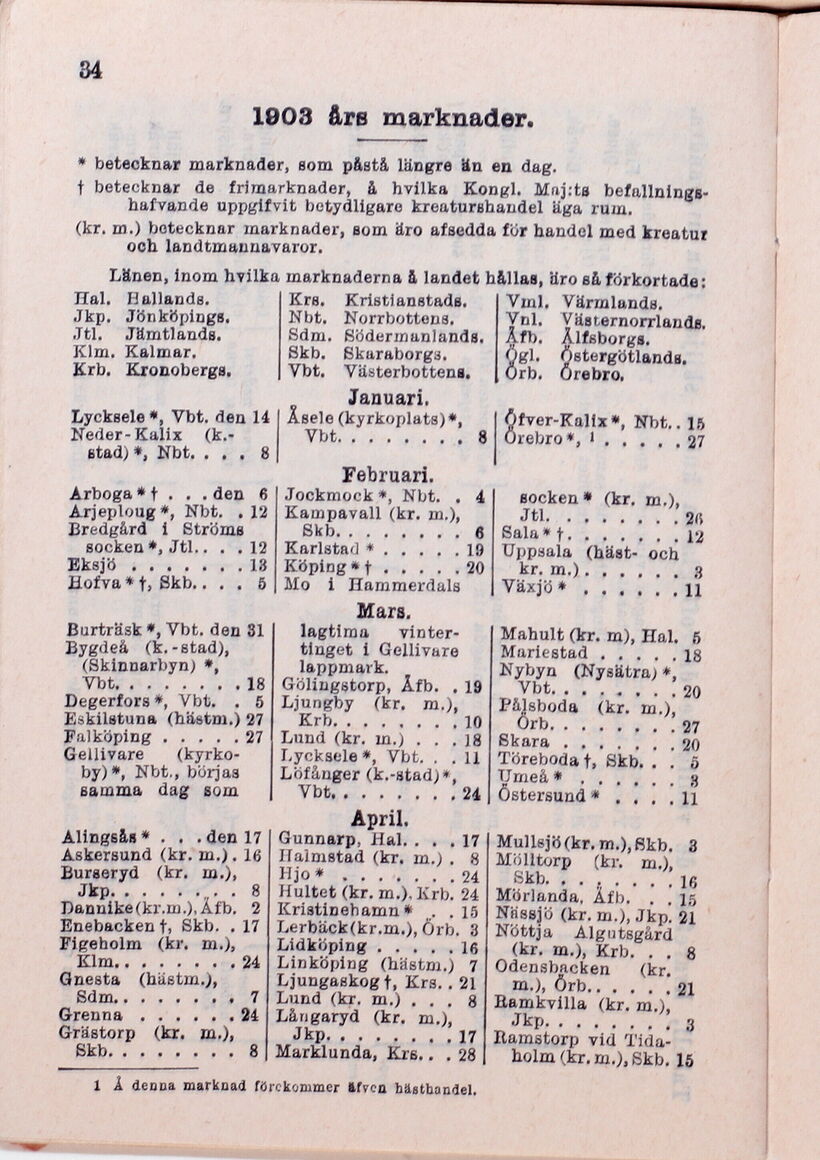 34
1903 års marknader.
* betecknar marknader, som påstå längre än en dag.
† betecknar de frimarknader, å hvilka Kongl. Maj:ts befallnings-
hafvande uppgifvit betydligare kreaturshandel äga rum.
(kr. m.) betecknar marknader, som äro afsedda för handel med kreatur
och landtmannavaror.
Länen, inom hvilka marknaderna å landet hållas, äro så förkortade:
Hal. Hallands.
Jkp. Jönköpings.
Jtl. Jämtlands.
Klm. Kalmar.
Krb. Kronobergs.
Krs. Kristianstads.
Nbt. Norrbottens.
Sdm. Södermanlands.
Skb. Skaraborgs.
Vbt. Västerbottens.
Vml. Värmlands.
Vnl. Västernorrlands.
Äfb. Älfsborgs.
Ögl. Östergötlands.
Örb. Örebro.
Januari.
Lycksele*, Vbt. den 14
Neder-Kalix (k.-
stad)*, Nbt. . . . 8
Åsele (kyrkoplats)*,
Vbt. . . . . . . . 8
Öfver-Kalix*, Nbt. . 15
Örebro*, ¹ . . . . . 27
Februari.
Arboga*† . . . den 6
Arjeploug*, Nbt. . 12
Bredgård i Ströms
socken*, Jtl. . . . 12
Eksjö . . . . . . . 13
Hofva*†, Skb. . . . 5
Jockmock*, Nbt. . 4
Kampavall (kr. m.),
Skb. . . . . . . . 6
Karlstad * . . . . . 19
Köping*† . . . . . 20
Mo i Hammerdals
socken* (kr. m.),
Jtl. . . . . . . . 26
Sala*† . . . . . . . 12
Uppsala (häst- och
kr. m.) . . . . . . 3
Växjö* . . . . . . 11
Mars.
Burträsk*, Vbt. den 31
Bygdeå (k.-stad),
(Skinnarbyn) *,
Vbt. . . . . . . . 18
Degerfors*, Vbt. . 5
Eskilstuna (hästm.) 27
Falköping . . . . . 27
Gellivare (kyrko-
by)*, Nbt., börjas
samma dag som
lagtima vinter-
tinget i Gellivare
lappmark.
Gölingstorp, Äfb. . 19
Ljungby (kr. m.),
Krb. . . . . . . . 10
Lund (kr. m.) . . . 18
Lycksele*, Vbt. . . 11
Löfånger (k.-stad)*,
Vbt. . . . . . . . 24
Mahult (kr. m), Hal. 5
Mariestad . . . . . 18
Nybyn (Nysätra)*,
Vbt. . . . . . . . 20
Pålsboda (kr. m.),
Örb. . . . . . . . 27
Skara . . . . . . . 20
Töreboda†, Skb. . . 5
Umeå* . . . . . . 3
Östersund* . . . . 11
April.
Alingsås* . . . den 17
Askersund (kr. m.) . 16
Burseryd (kr. m.),
Jkp. . . . . . . . 8
Dannike (kr.m.), Äfb. 2
Enebacken†, Skb. . 17
Figeholm (kr. m.),
Klm. . . . . . . . 24
Gnesta (hästm.),
Sdm. . . . . . . . 7
Grenna . . . . . . 24
Grästorp (kr. m.),
Skb. . . . . . . . 8
Gunnarp, Hal. . . . 17
Halmstad (kr. m.) . 8
Hjo* . . . . . . . 24
Hultet (kr. m.), Krb. 24
Kristinehamn* . . 15
Lerbäck (kr.m.), Örb. 3
Lidköping . . . . . 16
Linköping (hästm.) 7
Ljungaskog†, Krs. . 21
Lund (kr. m.) . . . 8
Långaryd (kr. m.),
Jkp. . . . . . . . 17
Marklunda, Krs. . . 28
Mullsjö (kr. m.), Skb. 3
Mölltorp (kr. m.),
Skb. . . . . . . . 16
Mörlanda, Äfb. . . 15
Nässjö (kr. m.), Jkp. 21
Nöttja Algutsgård
(kr. m.), Krb. . . 8
Odensbacken (kr.
m.), Örb. . . . . . 21
Ramkvilla (kr. m.),
Jkp. . . . . . . . 3
Ramstorp vid Tida-
holm (kr. m.), Skb. 15
1 Å denna marknad förekommer äfven hästhandel.